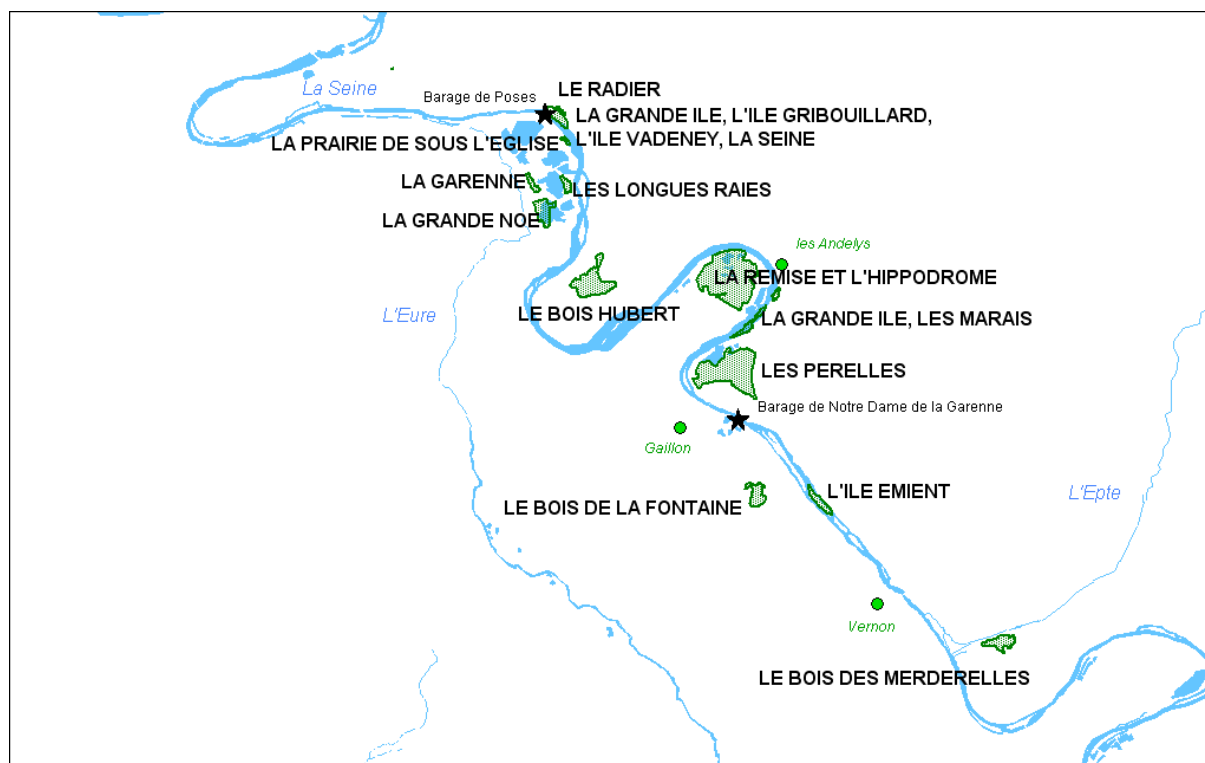 La Seine
Barage de Poses
LE RADIER
LA GRANDE ILE, L'ILE GRIBOUILLARD,
L'ILE VADENEY, LA SEINE
LA PRAIRIE DE SOUS L'EGLISE
LA GARENNE
LES LONGUES RAIES
LA GRANDE NOE
les Andelys
LA REMISE ET L'HIPPODROME
L'Eure
LE BOIS HUBERT
LA GRANDE ILE, LES MARAIS
LES PERELLES
Barage de Notre Dame de la Garenne
Gaillon
L'ILE EMIENT
L'Epte
LE BOIS DE LA FONTAINE
Vernon
LE BOIS DES MERDERELLES